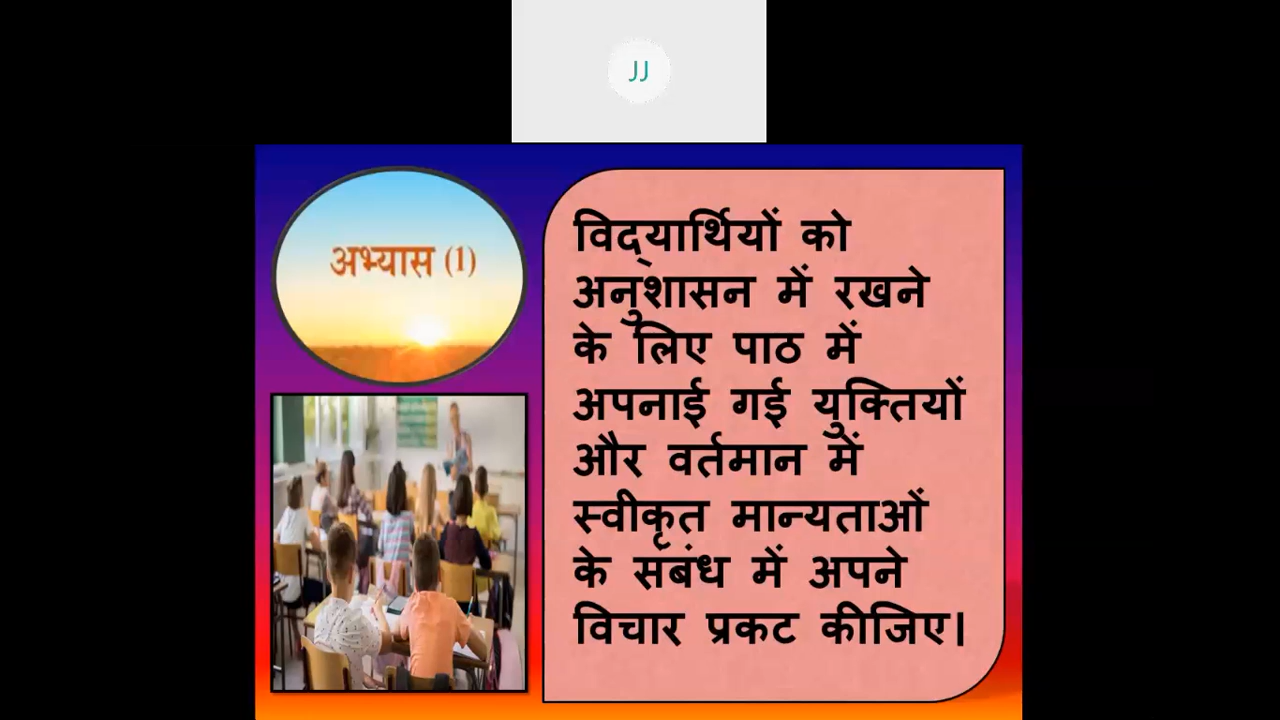 JJ
अभ्यास (1)
विद्‌यार्थियों को
अनुशासन में रखने
के लिए पाठ में
अपनाई गई युक्तियों
और वर्तमान में
स्वीकृत मान्यताओं
के संबंध में अपने
विचार प्रकट कीजिए।